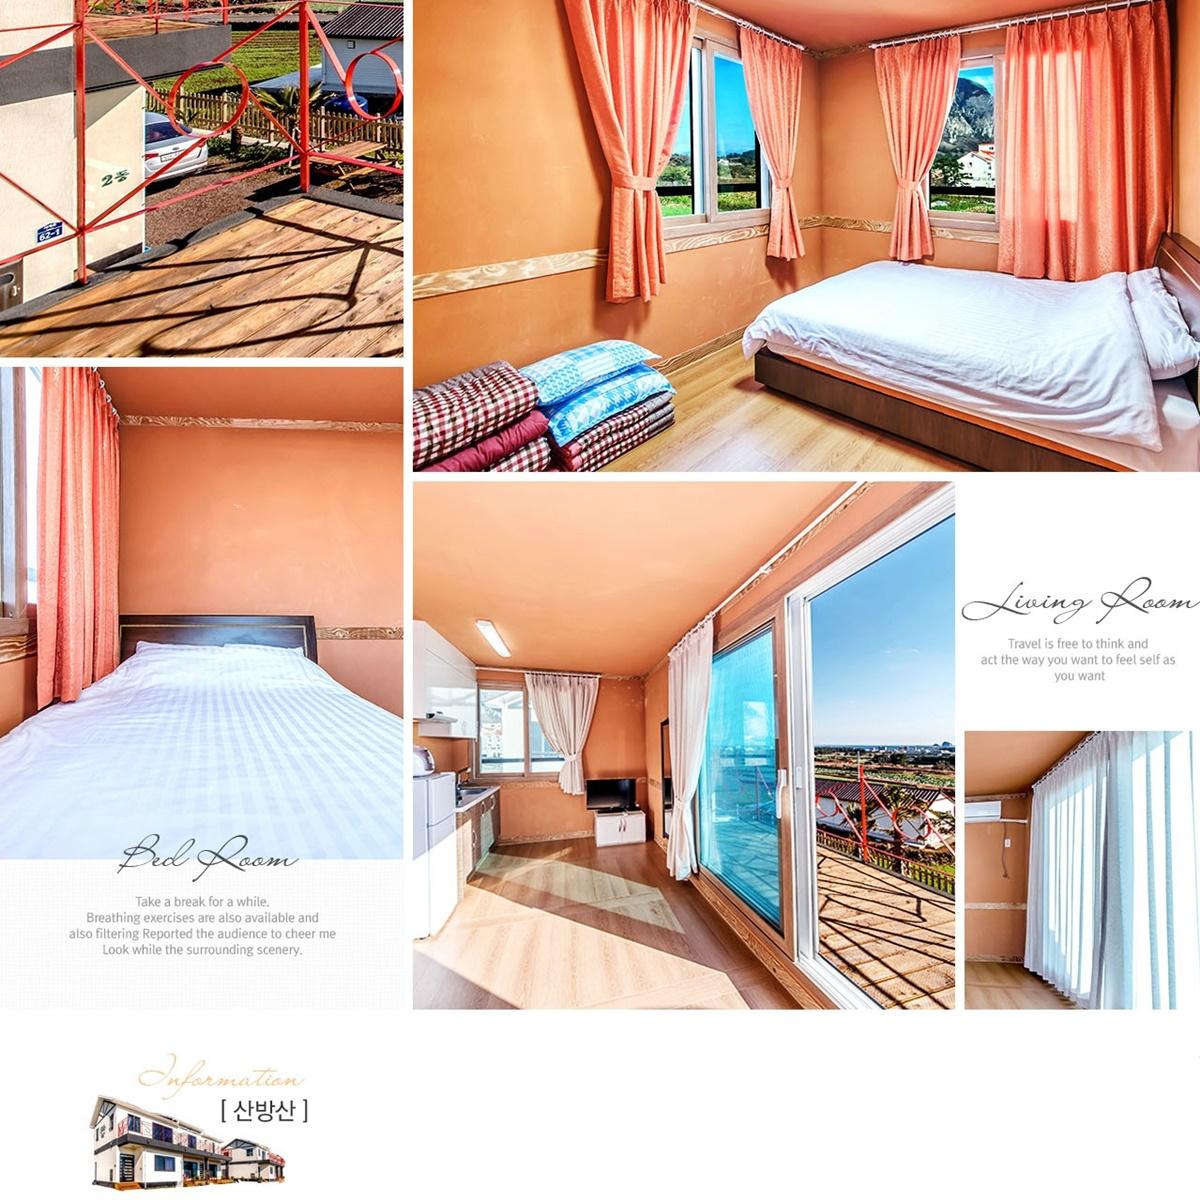 2동
62-1
Living Room
Travel is free to think and
act the way you want to feel self as
you want
Bed Room
Take a break for a while.
Breathing exercises are also available and
also filtering Reported the audience to cheer me
Look while the surrounding scenery.
Information
[ 산방산 ]